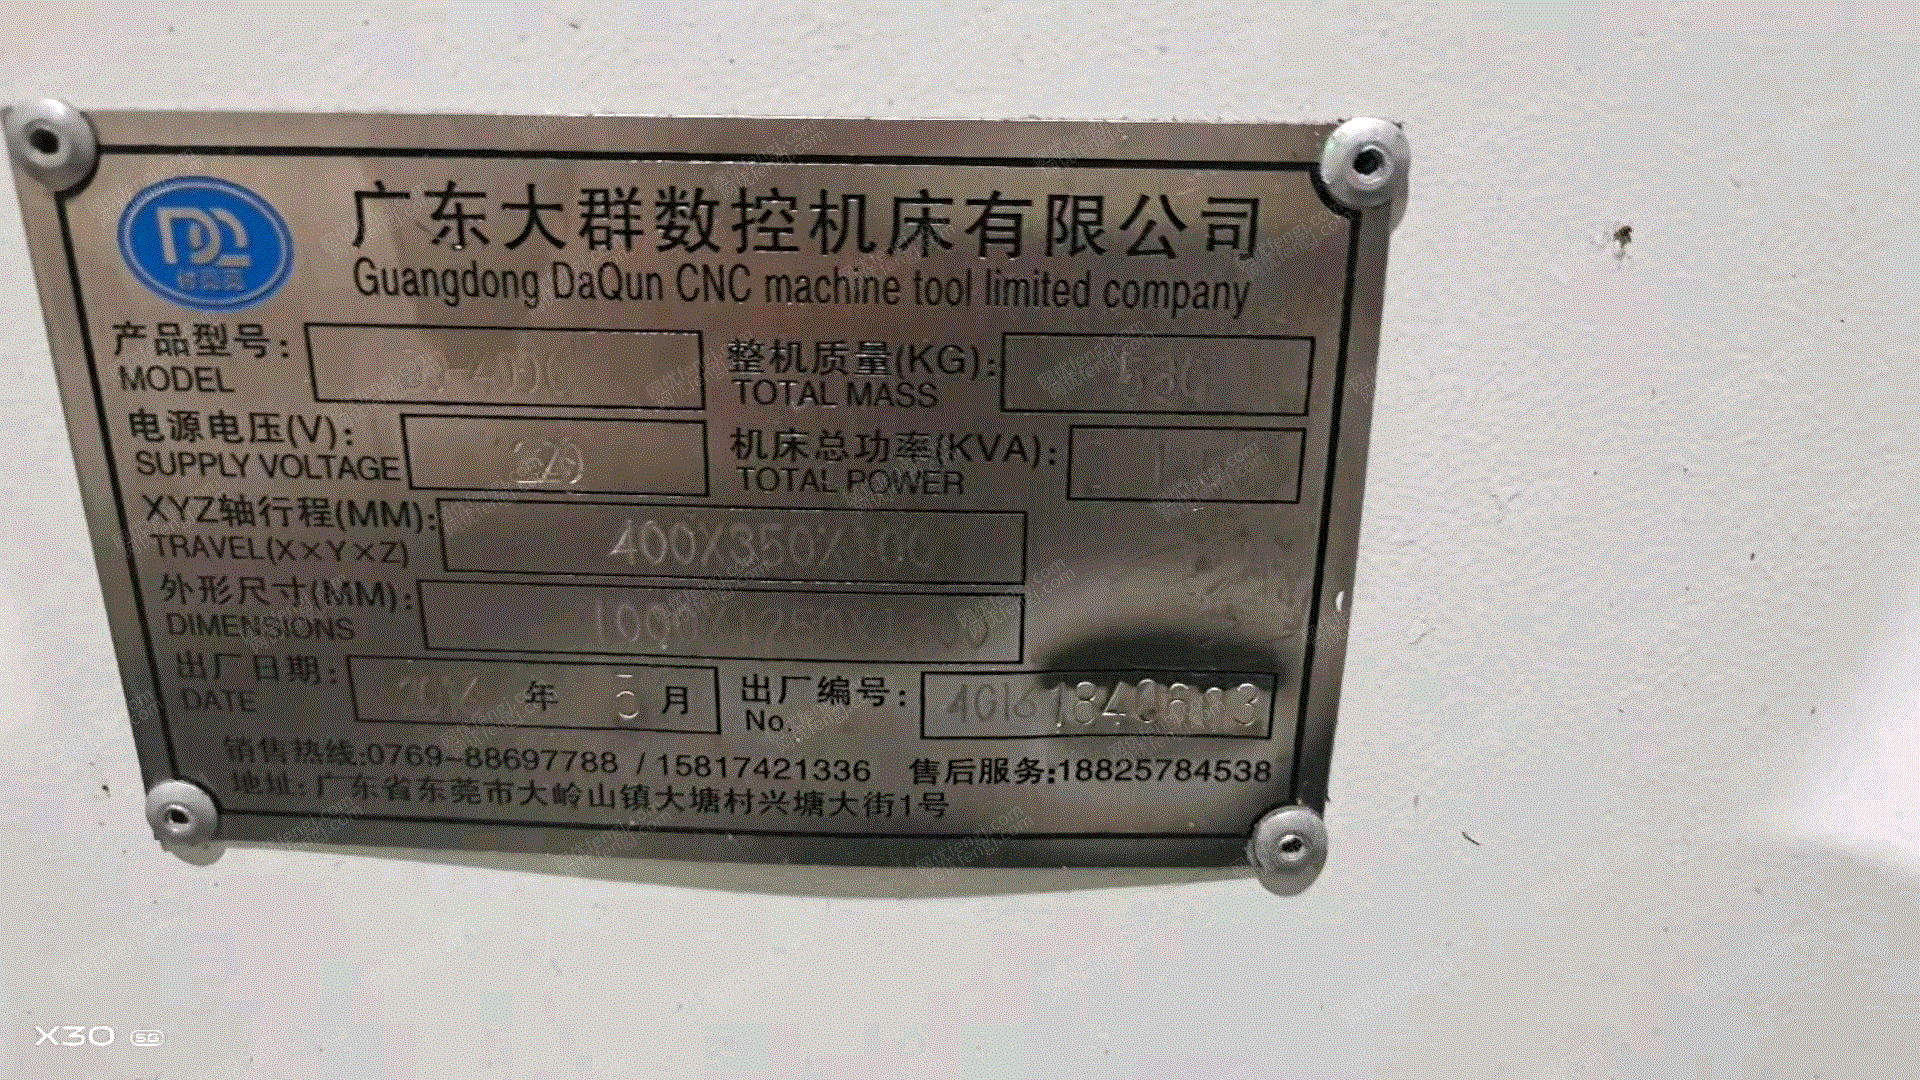 广东大群数控机床有限公司
Guangdong DaQun CNC machine tool limited company
产品型号:
MODEL
整机质量(KG):
TOTAL MASS
电源电压(V): 220
SUPPLY VOLTAGE
机床总功率(KVA):
TOTAL POWER
XYZ轴行程(MM): 400X350X100
TRAVEL(X×Y×Z)
外形尺寸(MM):
DIMENSIONS
出厂日期: 2016 年 5 月
DATE
出厂编号:
No.
销售热线:0769-88697788 / 15817421336 售后服务:18825784538
地址: 广东省东莞市大岭山镇大塘村兴塘大街1号
X30 5G